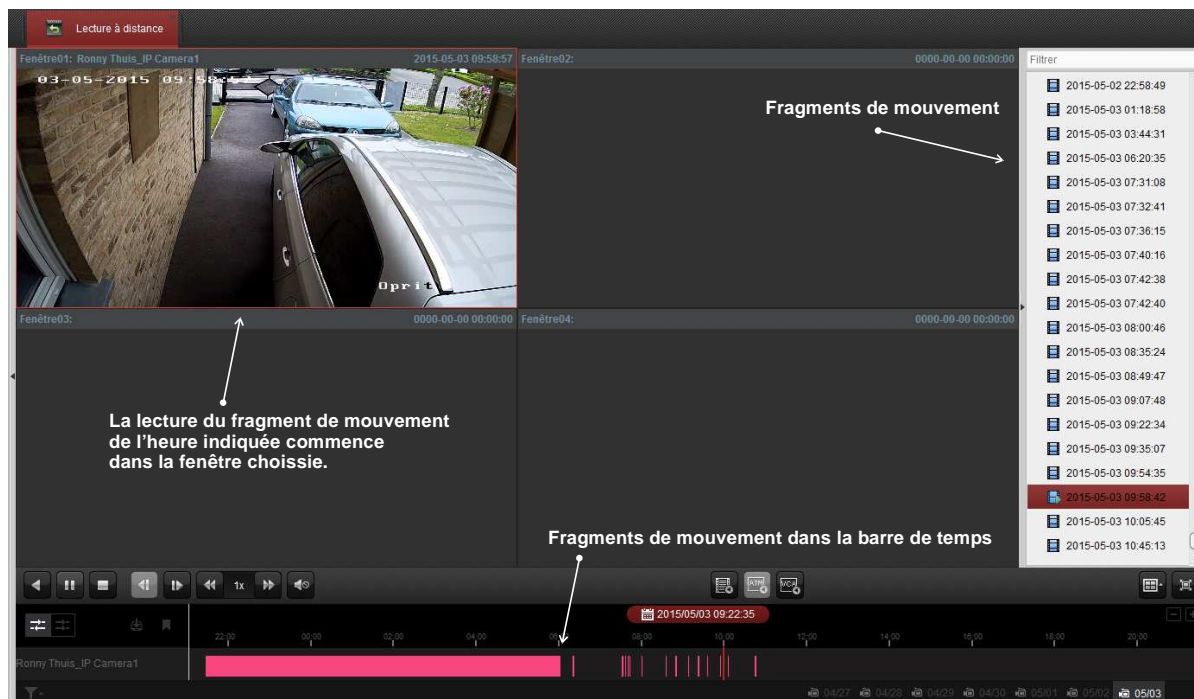 Lecture à distance
Fenêtre01: Ronny Thuis_IP Camera1
2015-05-03 09:58:57
Fenêtre02:
0000-00-00 00:00:00
Filtrer
03-05-2015 09:58:57
Oprit
Fragments de mouvement
2015-05-02 22:58:49
2015-05-03 01:18:58
2015-05-03 03:44:31
2015-05-03 06:20:35
2015-05-03 07:31:08
2015-05-03 07:32:41
2015-05-03 07:36:15
2015-05-03 07:40:16
2015-05-03 07:42:38
2015-05-03 07:42:40
2015-05-03 08:00:46
2015-05-03 08:35:24
2015-05-03 08:49:47
2015-05-03 09:07:48
2015-05-03 09:22:34
2015-05-03 09:35:07
2015-05-03 09:54:35
2015-05-03 09:58:42
2015-05-03 10:05:45
2015-05-03 10:45:13
Fenêtre03:
0000-00-00 00:00:00
Fenêtre04:
0000-00-00 00:00:00
La lecture du fragment de mouvement
de l'heure indiquée commence
dans la fenêtre choissie.
Fragments de mouvement dans la barre de temps
1x
ATM
VCA
2015/05/03 09:22:35
22:00 00:00 02:00 04:00 06:00 08:00 10:00 12:00 14:00 16:00 18:00 20:00
Ronny Thuis_IP Camera1
04/27 04/28 04/29 04/30 05/01 05/02 05/03